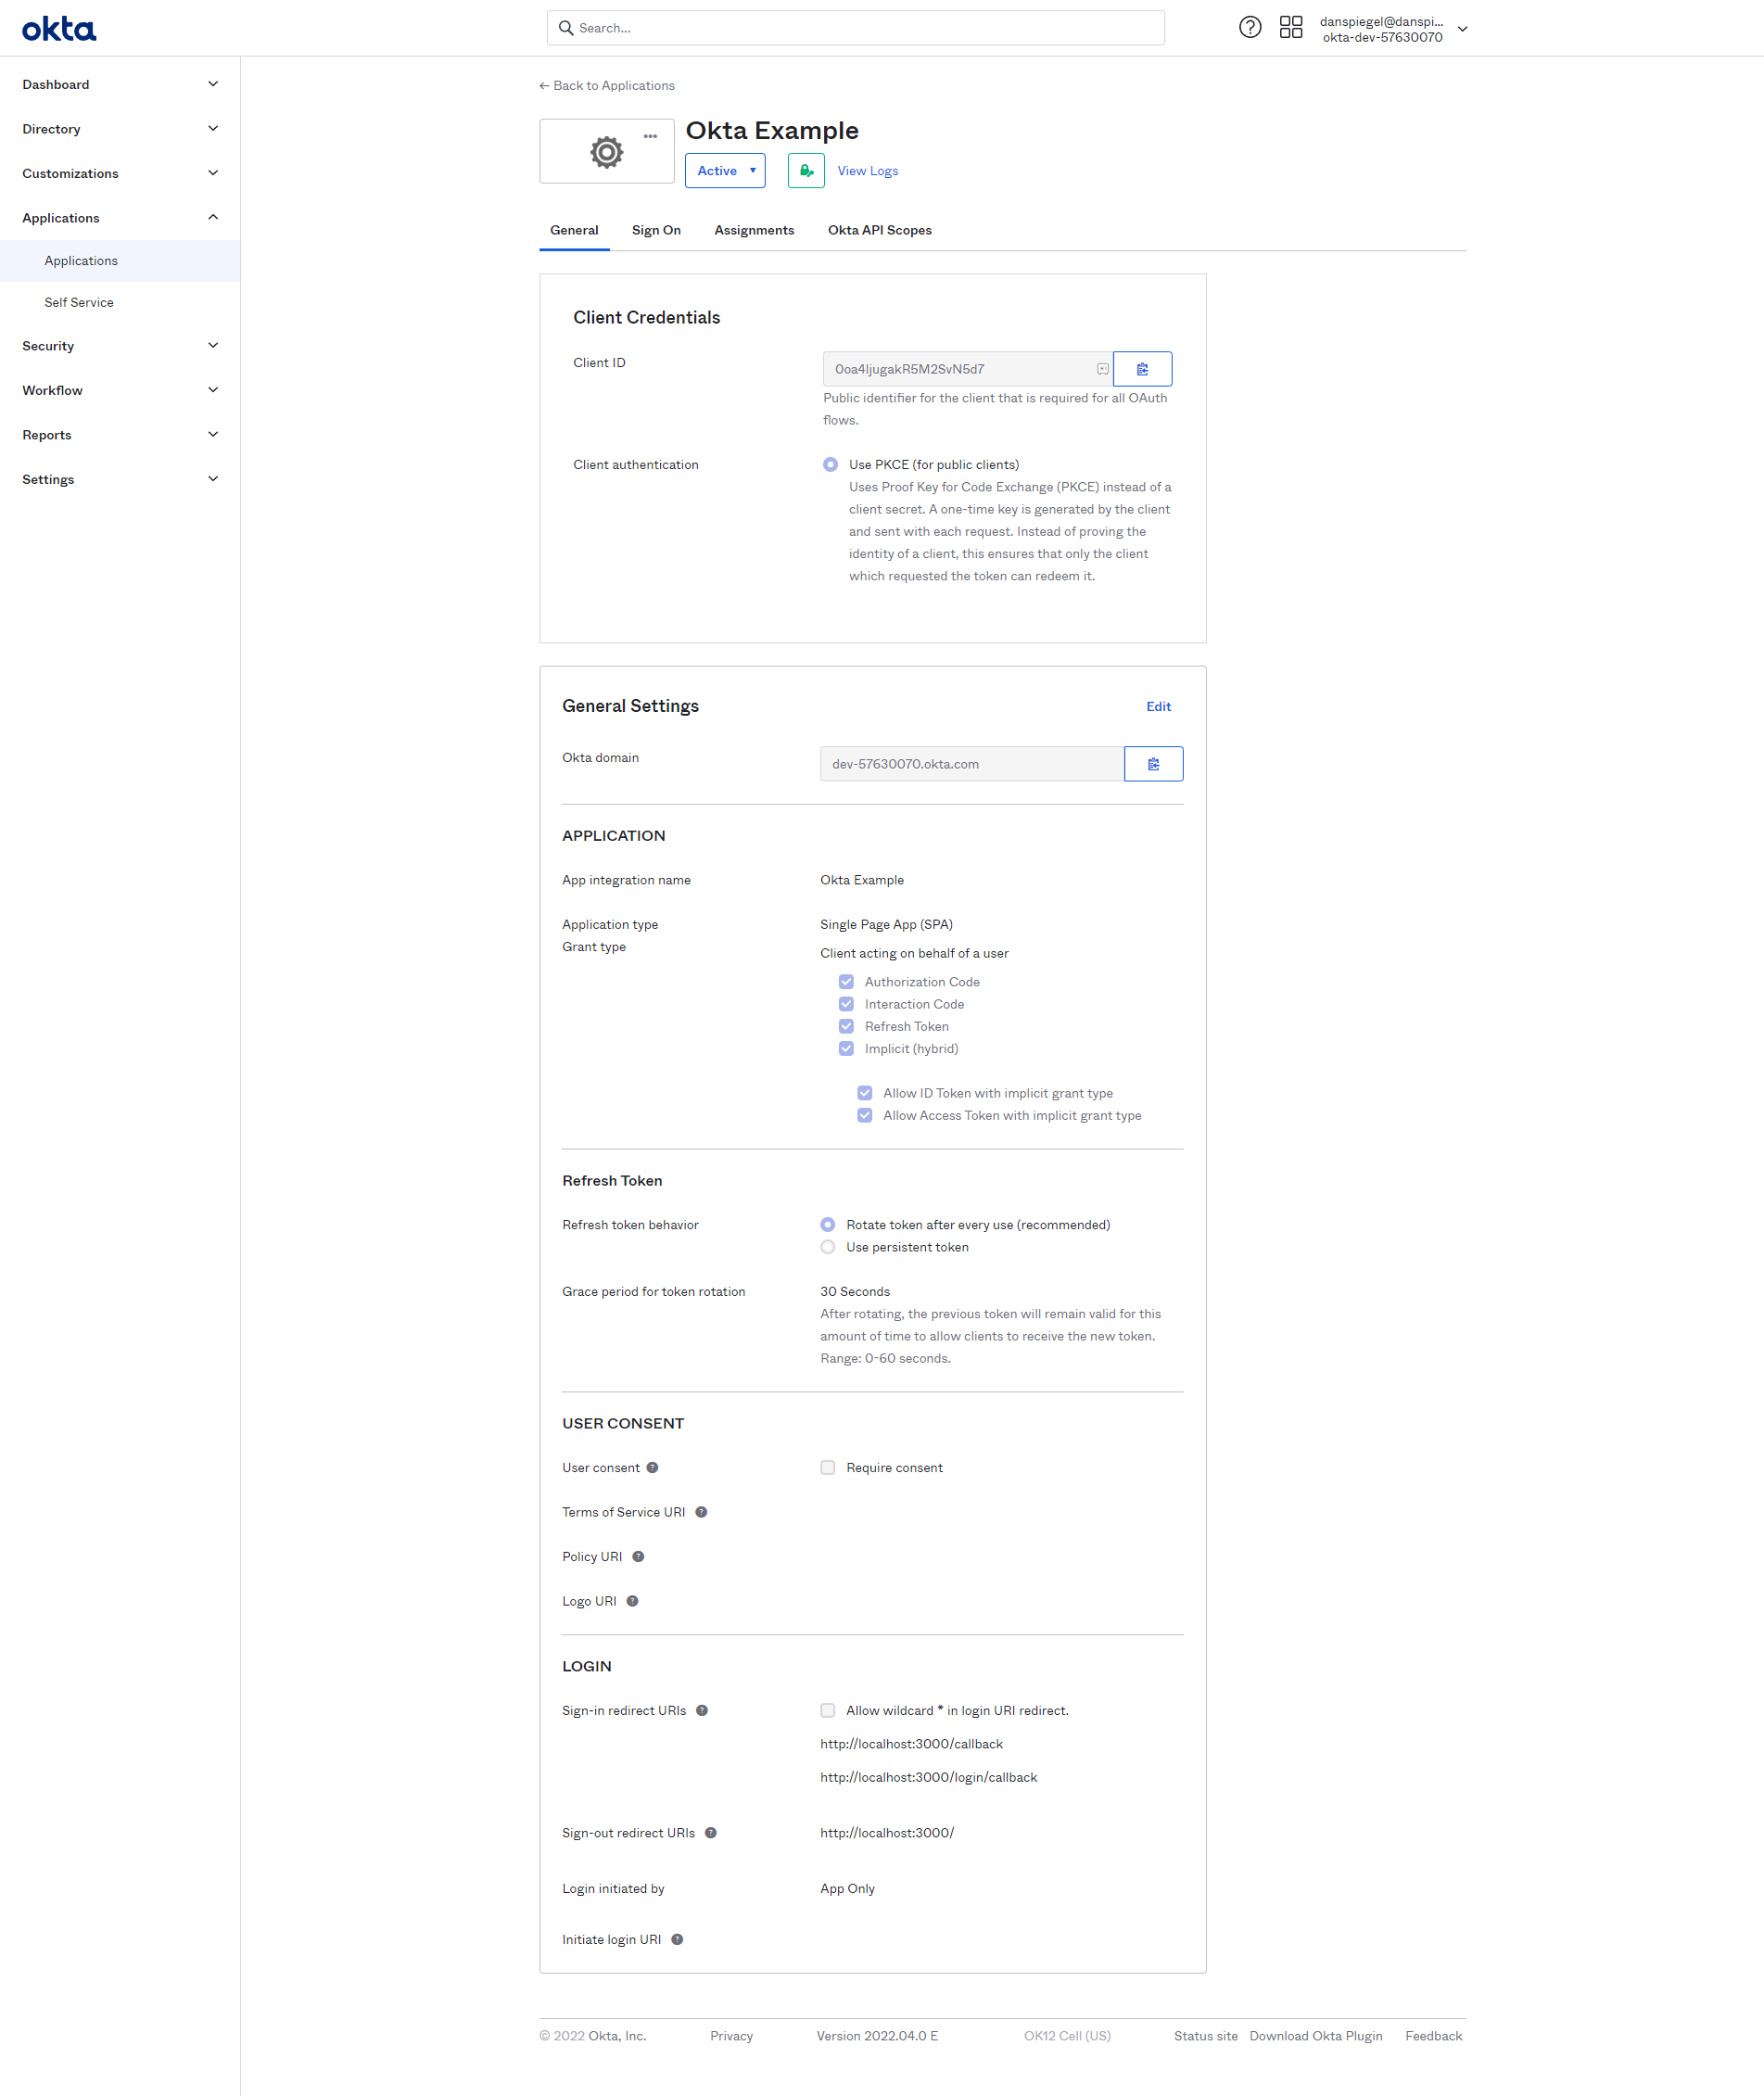 okta
Search...
danspiegel@danspi...
okta-dev-57630070
Dashboard
Directory
Customizations
Applications
Applications
Self Service
Security
Workflow
Reports
Settings
← Back to Applications
Okta Example
Active
View Logs
General
Sign On
Assignments
Okta API Scopes
Client Credentials
Client ID
0oa4ljugakR5M2SvN5d7
Public identifier for the client that is required for all OAuth
flows.
Client authentication
Use PKCE (for public clients)
Uses Proof Key for Code Exchange (PKCE) instead of a
client secret. A one-time key is generated by the client
and sent with each request. Instead of proving the
identity of a client, this ensures that only the client
which requested the token can redeem it.
General Settings
Edit
Okta domain
dev-57630070.okta.com
APPLICATION
App integration name
Okta Example
Application type
Single Page App (SPA)
Grant type
Client acting on behalf of a user
Authorization Code
Interaction Code
Refresh Token
Implicit (hybrid)
Allow ID Token with implicit grant type
Allow Access Token with implicit grant type
Refresh Token
Refresh token behavior
Rotate token after every use (recommended)
Use persistent token
Grace period for token rotation
30 Seconds
After rotating, the previous token will remain valid for this
amount of time to allow clients to receive the new token.
Range: 0-60 seconds.
USER CONSENT
User consent
Require consent
Terms of Service URI
Policy URI
Logo URI
LOGIN
Sign-in redirect URIs
Allow wildcard * in login URI redirect.
http://localhost:3000/callback
http://localhost:3000/login/callback
Sign-out redirect URIs
http://localhost:3000/
Login initiated by
App Only
Initiate login URI
© 2022 Okta, Inc.
Privacy
Version 2022.04.0 E
OK12 Cell (US)
Status site
Download Okta Plugin
Feedback